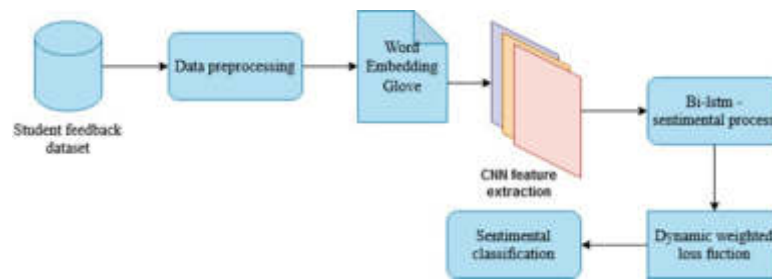 Student feedback
dataset
Data preprocessing
Word
Embedding
Glove
CNN feature
extraction
Bi-lstm -
sentimental process
Dynamic weighted
loss fuction
Sentimental
classification